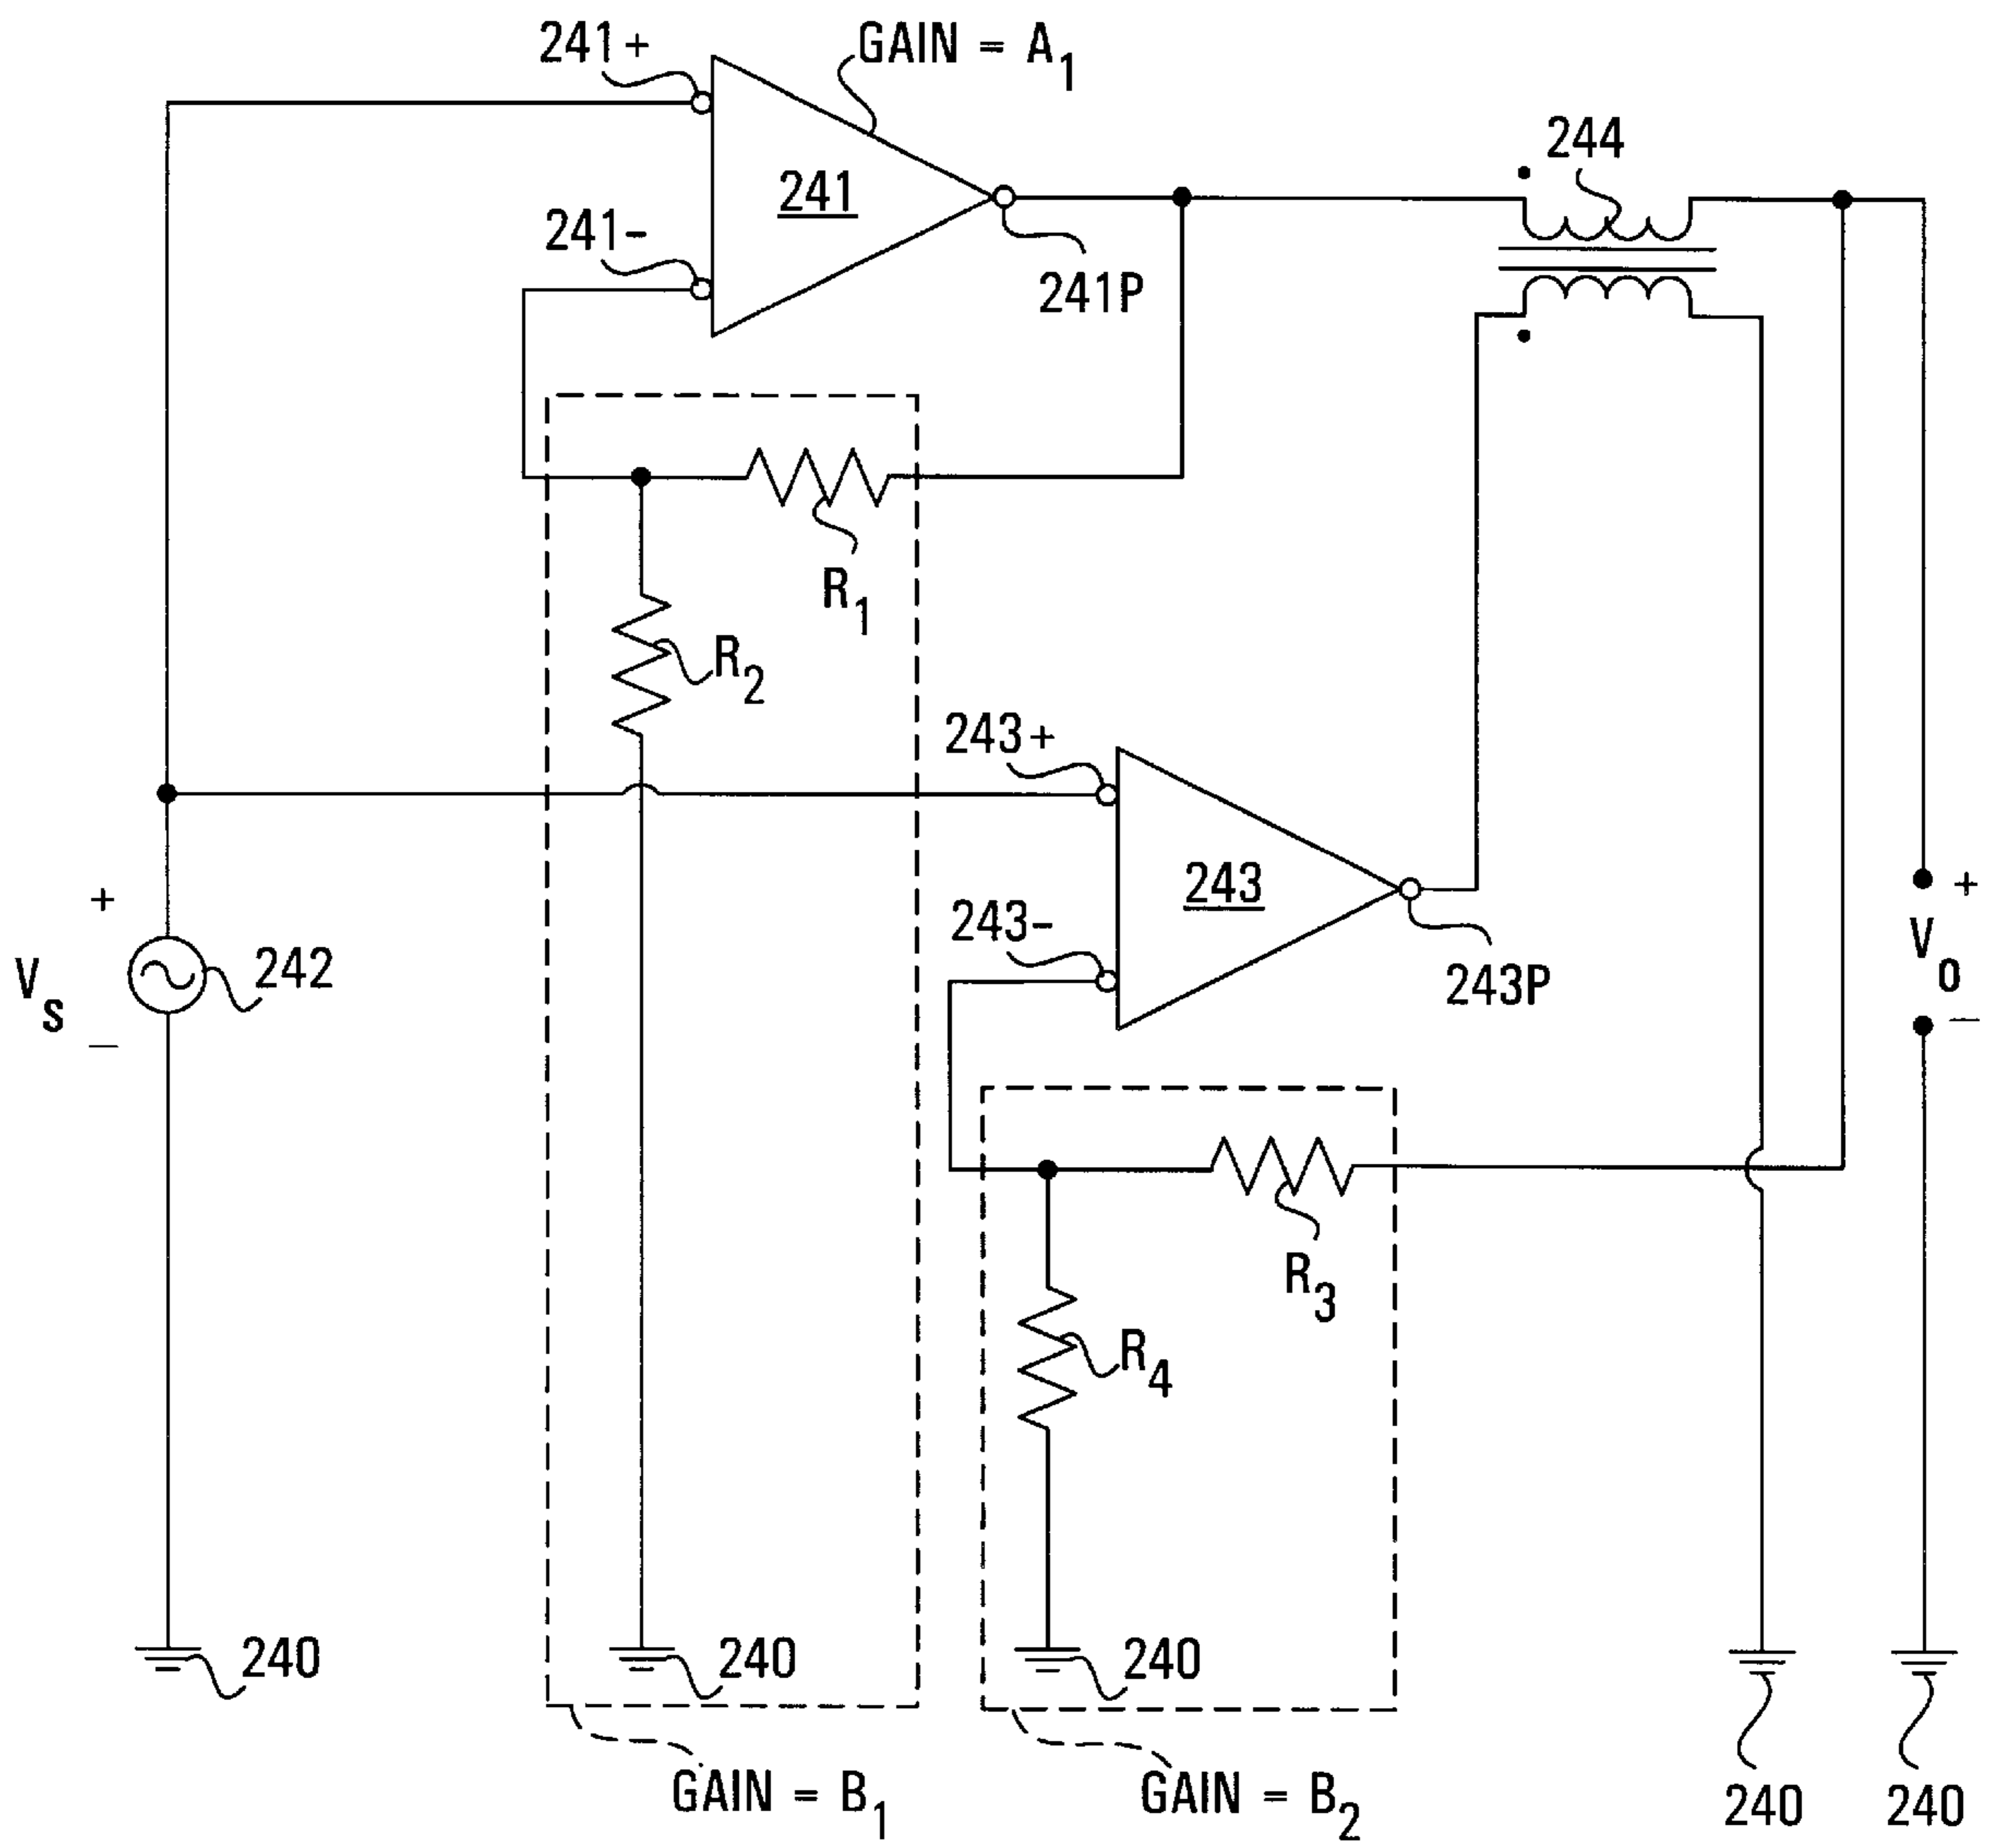 241+
GAIN = A1
244
241
241-
241P
R1
R2
243+
243
243-
243P
+
VS
−
242
+
V0
−
R3
R4
240
240
240
240
240
GAIN = B1
GAIN = B2